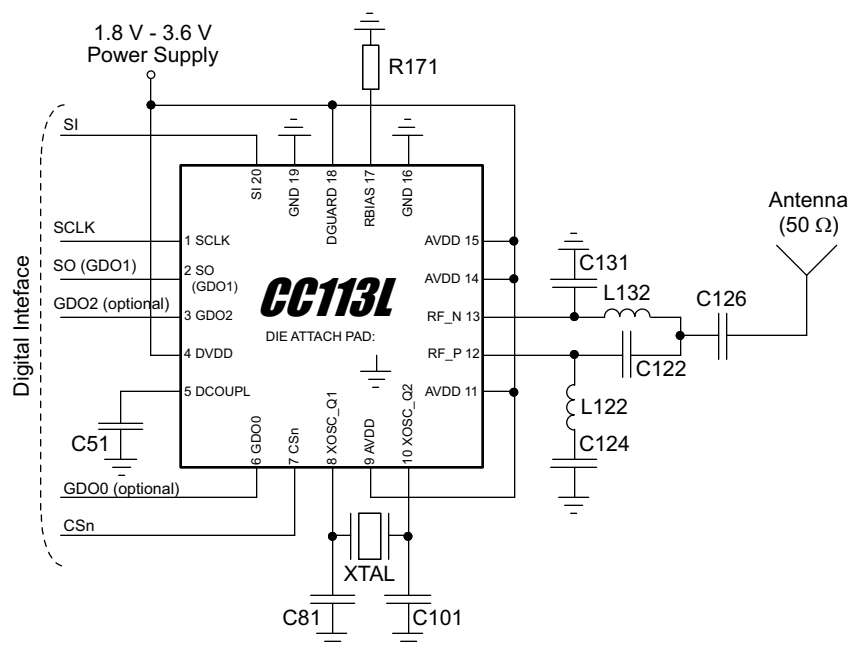 1.8 V - 3.6 V
Power Supply
R171
SI
SI 20
GND 19
DGUARD 18
RBIAS 17
GND 16
Antenna
(50 Ω)
SCLK
1 SCLK
AVDD 15
SO (GDO1)
2 SO
(GDO1)
AVDD 14
C131
L132
C126
GDO2 (optional)
3 GDO2
CC113L
RF_N 13
DIE ATTACH PAD:
4 DVDD
RF_P 12
C122
5 DCOUPL
AVDD 11
L122
C51
C124
6 GDO0
7 CSn
8 XOSC_Q1
9 AVDD
10 XOSC_Q2
GDO0 (optional)
CSn
XTAL
C81
C101
Digital Inteface